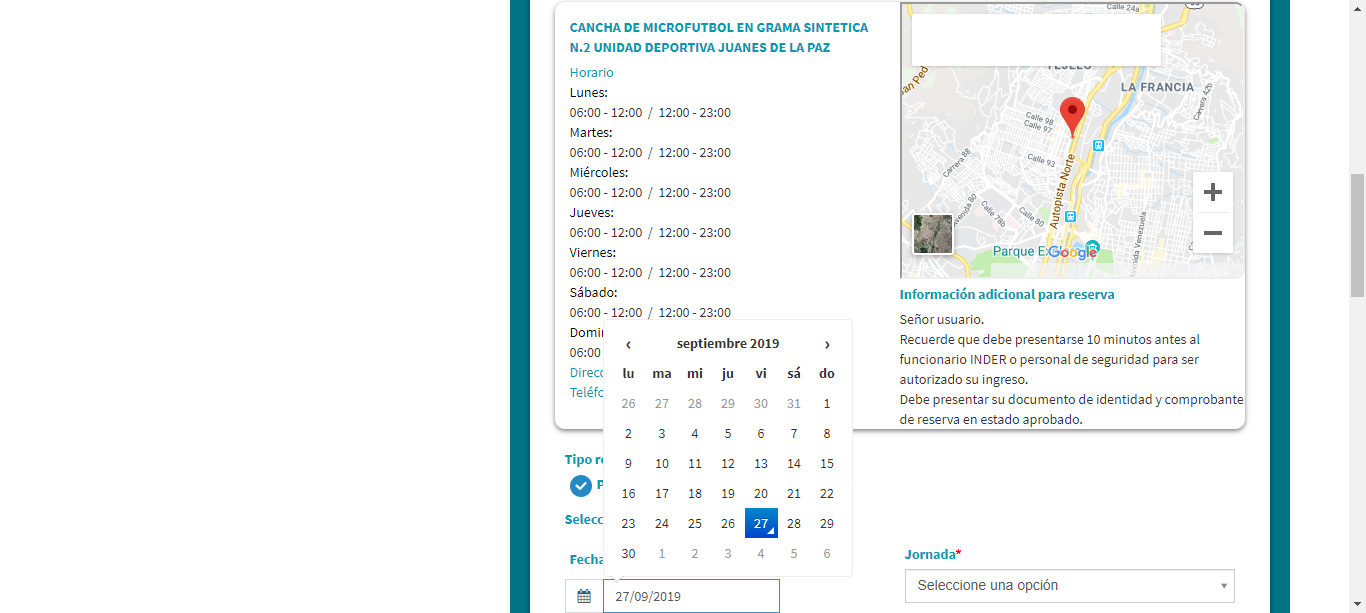 CANCHA DE MICROFUTBOL EN GRAMA SINTETICA
N.2 UNIDAD DEPORTIVA JUANES DE LA PAZ
Horario
Lunes:
06:00 - 12:00 / 12:00 - 23:00
Martes:
06:00 - 12:00 / 12:00 - 23:00
Miércoles:
06:00 - 12:00 / 12:00 - 23:00
Jueves:
06:00 - 12:00 / 12:00 - 23:00
Viernes:
06:00 - 12:00 / 12:00 - 23:00
Sábado:
06:00 - 12:00 / 12:00 - 23:00
Domin
06:00
Direcc
Teléfo
septiembre 2019
lu ma mi ju vi sá do
26 27 28 29 30 31 1
2 3 4 5 6 7 8
9 10 11 12 13 14 15
16 17 18 19 20 21 22
23 24 25 26 27 28 29
30 1 2 3 4 5 6
Tipo re
Selecc
Fecha
27/09/2019
Calle 24a
LA FRANCIA
Carrera 42b
Calle 98
Calle 97
Calle 93
Carrera 88
Avenida 80
Calle 78b
Calle 80
Autopista Norte
Avenida Venezuela
Parque Ex
Google
Información adicional para reserva
Señor usuario.
Recuerde que debe presentarse 10 minutos antes al
funcionario INDER o personal de seguridad para ser
autorizado su ingreso.
Debe presentar su documento de identidad y comprobante
de reserva en estado aprobado.
Jornada*
Seleccione una opción